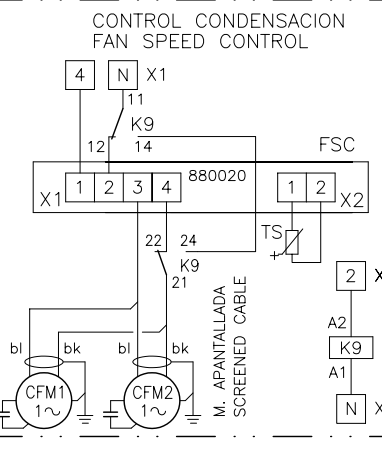 CONTROL CONDENSACION
FAN SPEED CONTROL
4 N X1
11
K9
12 14
FSC
880020
X1 1 2 3 4
1 2 X2
TS
+
22 24
K9
21
M. APANTALLADA
SCREENED CABLE
2 X
A2
K9
A1
N X
bl bk bl bk
CFM1 CFM2
1~ 1~